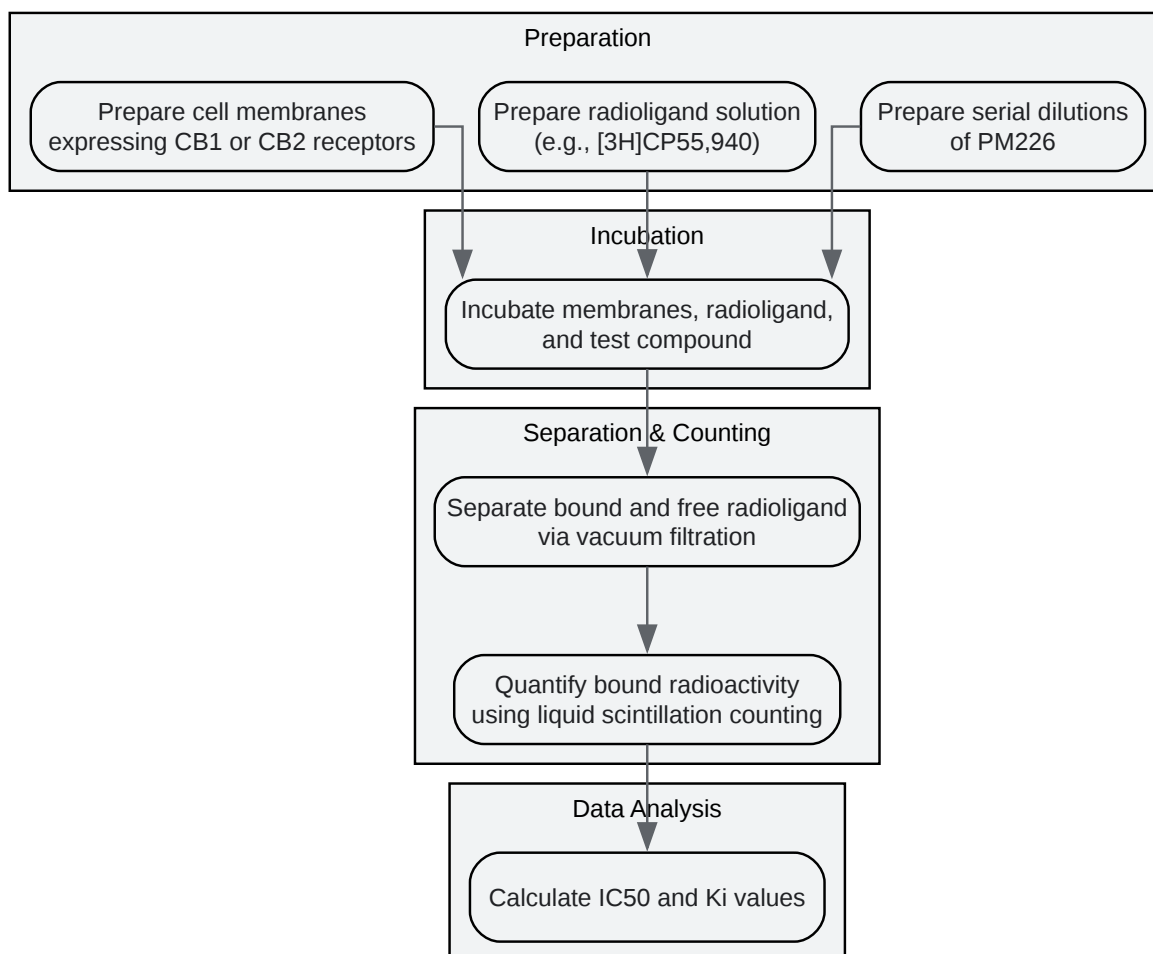 Preparation
Prepare cell membranes
expressing CB1 or CB2 receptors
Prepare radioligand solution
(e.g., [3H]CP55,940)
Prepare serial dilutions
of PM226
Incubation
Incubate membranes, radioligand,
and test compound
Separation & Counting
Separate bound and free radioligand
via vacuum filtration
Quantify bound radioactivity
using liquid scintillation counting
Data Analysis
Calculate IC50 and Ki values